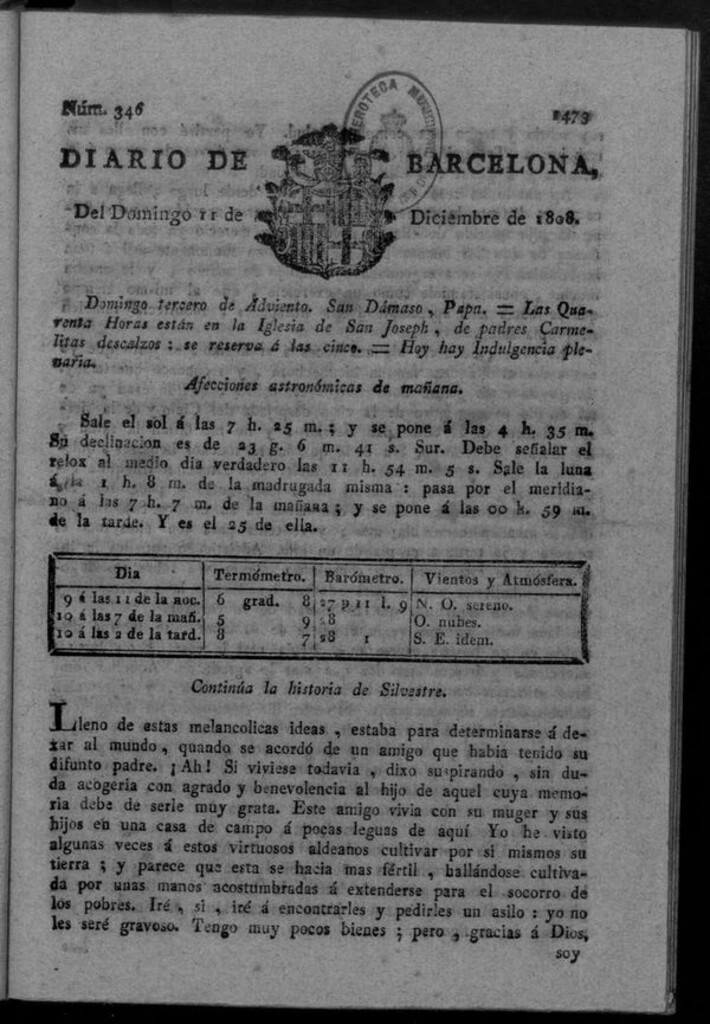 Núm. 346 1473
HEROTECA MUNICI
DIARIO DE BARCELONA,
Del Domingo 11 de Diciembre de 1808.
Domingo tercero de Adviento. San Dámaso, Papa. = Las Qua-
renta Horas están en la Iglesia de San Joseph, de padres Carme-
litas descalzos: se reserva á las cinco. = Hoy hay Indulgencia ple-
naria.
Afecciones astronómicas de mañana.
Sale el sol á las 7 h. 25 m.; y se pone á las 4 h. 35 m.
Su declinacion es de 23 g. 6 m. 41 s. Sur. Debe señalar el
relox al medio dia verdadero las 11 h. 54 m. 5 s. Sale la luna
á la 1 h. 8 m. de la madrugada misma: pasa por el meridia-
no á las 7 h. 7 m. de la mañana; y se pone á las 00 h. 59 m.
de la tarde. Y es el 25 de ella.
Dia Termómetro. Barómetro. Vientos y Atmósfera.
9 á las 11 de la noc. 6 grad. 8 27 p 11 l. 9 N. O. sereno.
10 á las 7 de la mañ. 5 9 28 O. nubes.
10 á las 2 de la tard. 8 7 28 1 S. E. idem.
Continúa la historia de Silvestre.
Lleno de estas melancolicas ideas, estaba para determinarse á de-
xar al mundo, quando se acordó de un amigo que habia tenido su
difunto padre. ¡Ah! Si viviese todavia, dixo suspirando, sin du-
da acogeria con agrado y benevolencia al hijo de aquel cuya memo-
ria debe de serle muy grata. Este amigo vivia con su muger y sus
hijos en una casa de campo á pocas leguas de aquí. Yo he visto
algunas veces á estos virtuosos aldeanos cultivar por si mismos su
tierra; y parece que esta se hacia mas fértil, hallándose cultiva-
da por unas manos acostumbradas á extenderse para el socorro de
los pobres. Iré, si, iré á encontrarles y pedirles un asilo: yo no
les seré gravoso. Tengo muy pocos bienes; pero, gracias á Dios,
soy